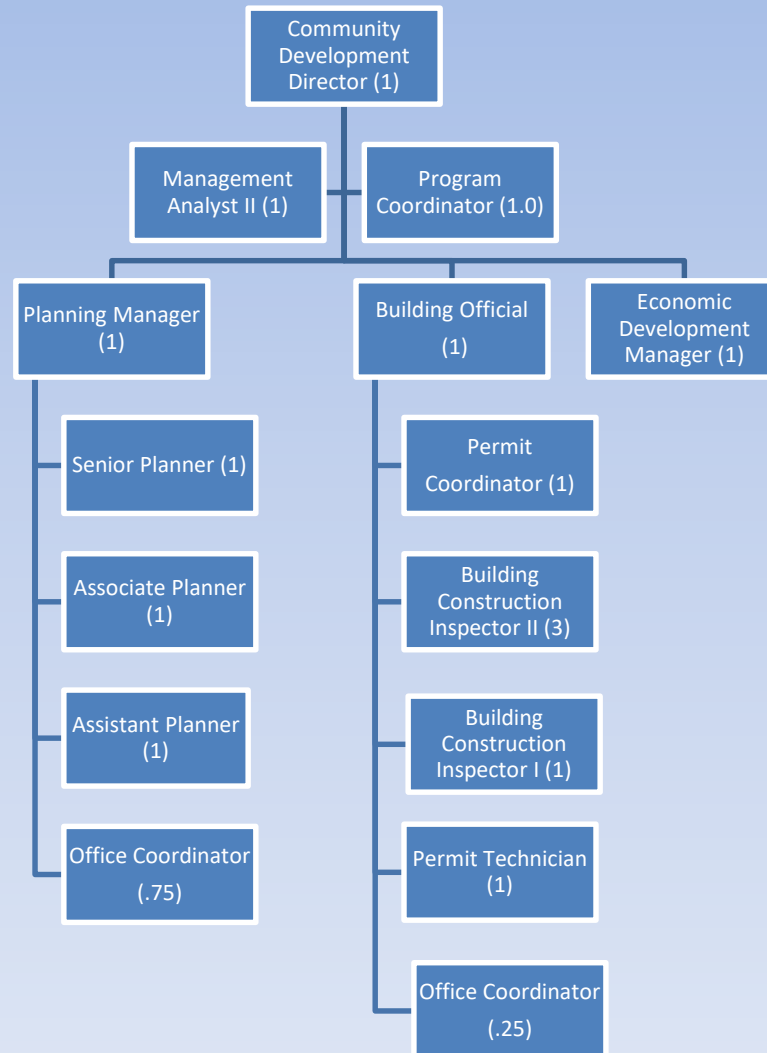 Community
Development
Director (1)
Management
Analyst II (1)
Program
Coordinator (1.0)
Planning Manager
(1)
Building Official
(1)
Economic
Development
Manager (1)
Senior Planner (1)
Associate Planner
(1)
Assistant Planner
(1)
Office Coordinator
(.75)
Permit
Coordinator (1)
Building
Construction
Inspector II (3)
Building
Construction
Inspector I (1)
Permit Technician
(1)
Office Coordinator
(.25)